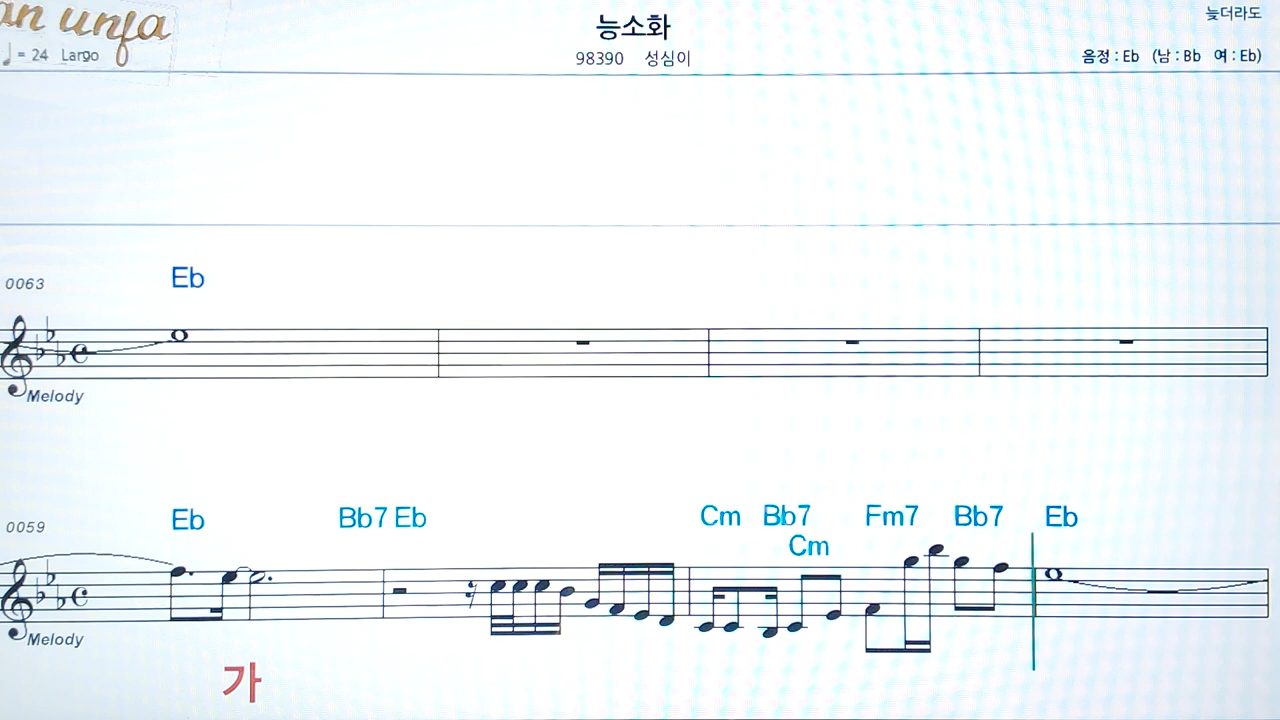 능소화
늦더라도
= 24 Largo
98390 성심이
음정 : Eb (남 : Bb 여 : Eb)
0063 Eb
Melody
0059 Eb Bb7 Eb Cm Bb7 Fm7 Bb7 Eb
Cm
Melody
가